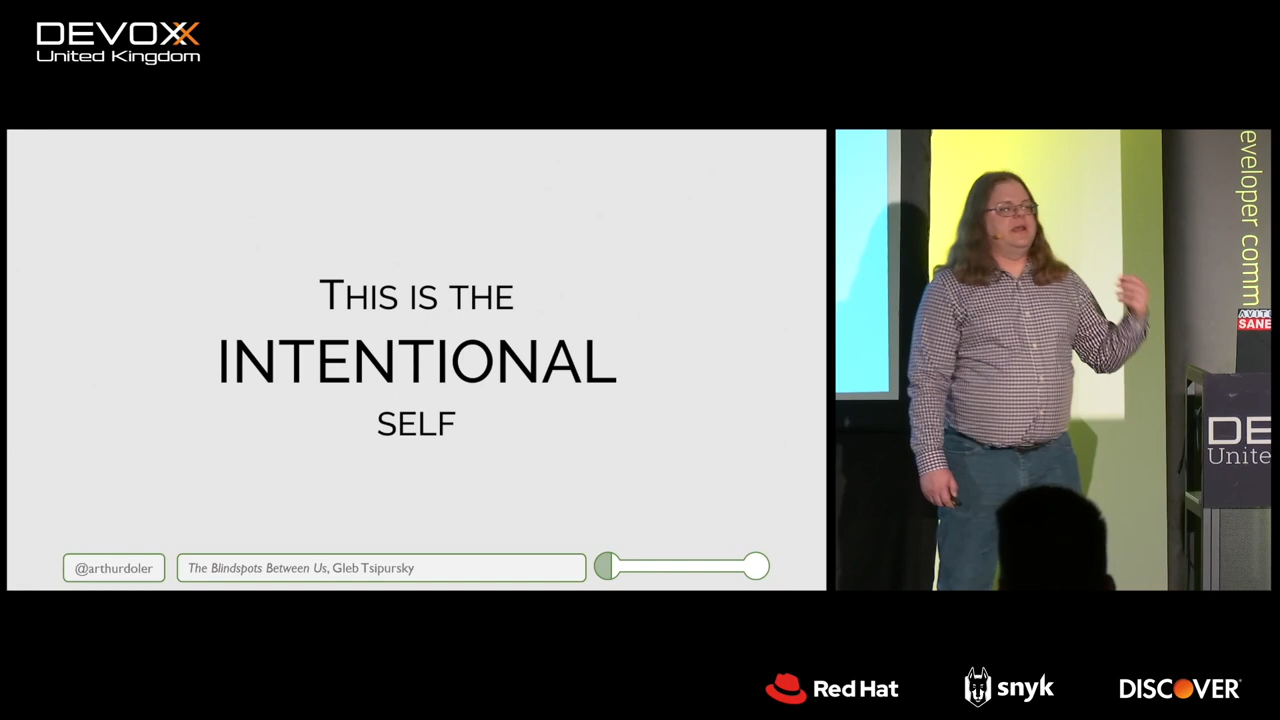 DEVOXX
United Kingdom
THIS IS THE
INTENTIONAL
SELF
@arthurdoler
The Blindspots Between Us, Gleb Tsipursky
eveloper comm
AVIT
SANE
DE
Unite
Red Hat
snyk
DISCOVER